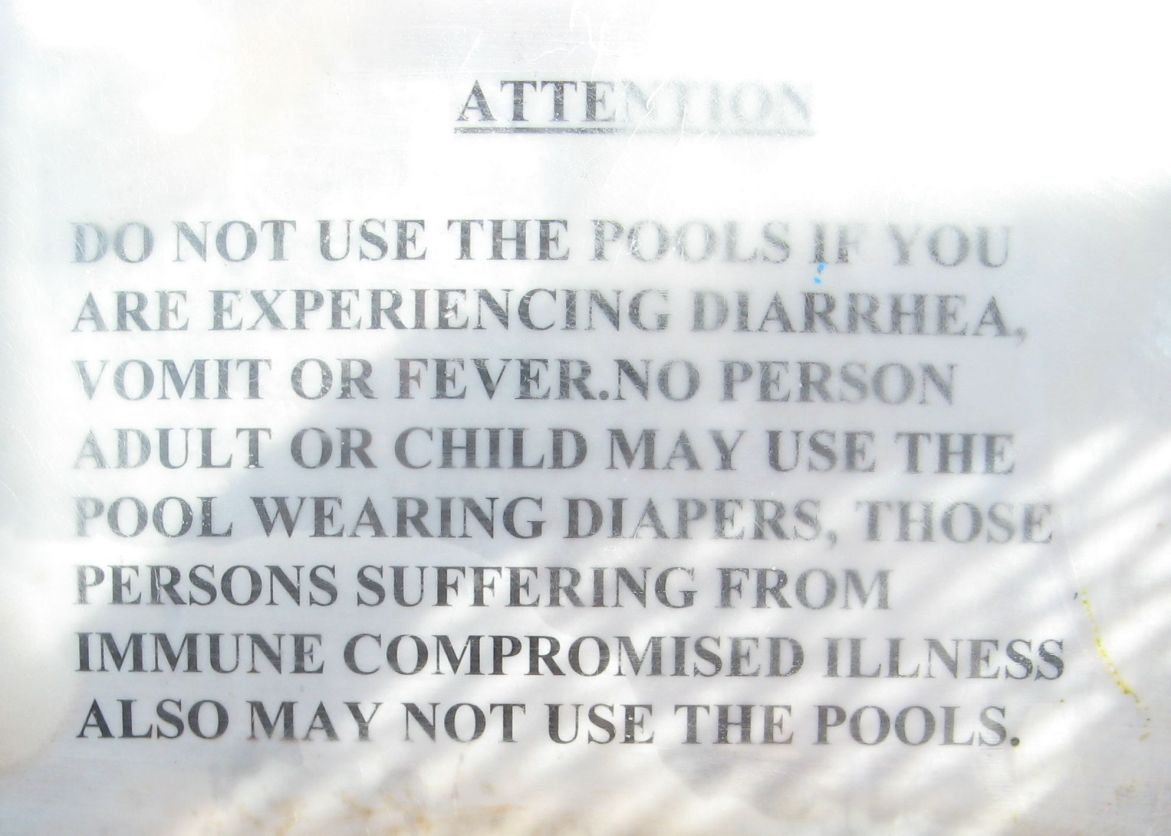 ATTENTION
DO NOT USE THE POOLS IF YOU
ARE EXPERIENCING DIARRHEA,
VOMIT OR FEVER.NO PERSON
ADULT OR CHILD MAY USE THE
POOL WEARING DIAPERS, THOSE
PERSONS SUFFERING FROM
IMMUNE COMPROMISED ILLNESS
ALSO MAY NOT USE THE POOLS.